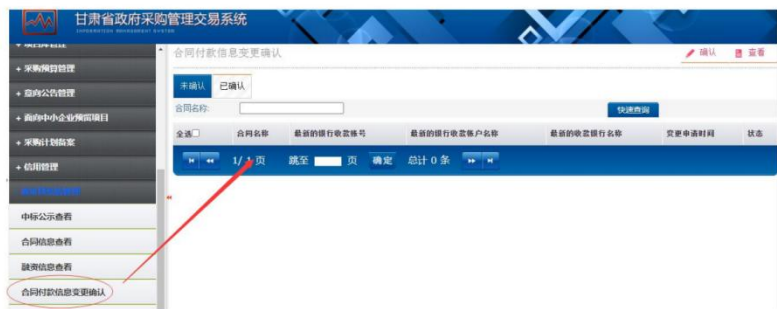 甘肃省政府采购管理交易系统
+ 采购预算管理
+ 意向公告管理
+ 面向中小企业预留项目
+ 采购计划备案
+ 信用管理
中标公示查看
合同信息查看
融资信息查看
合同付款信息变更确认
合同付款信息变更确认
确认 查看
未确认 已确认
合同名称: 快速查询
全选 合同名称 最新的银行收款账号 最新的银行收款账户名称 最新的收款银行名称 变更申请时间 状态
1/ 1 页 跳至 页 确定 总计 0 条